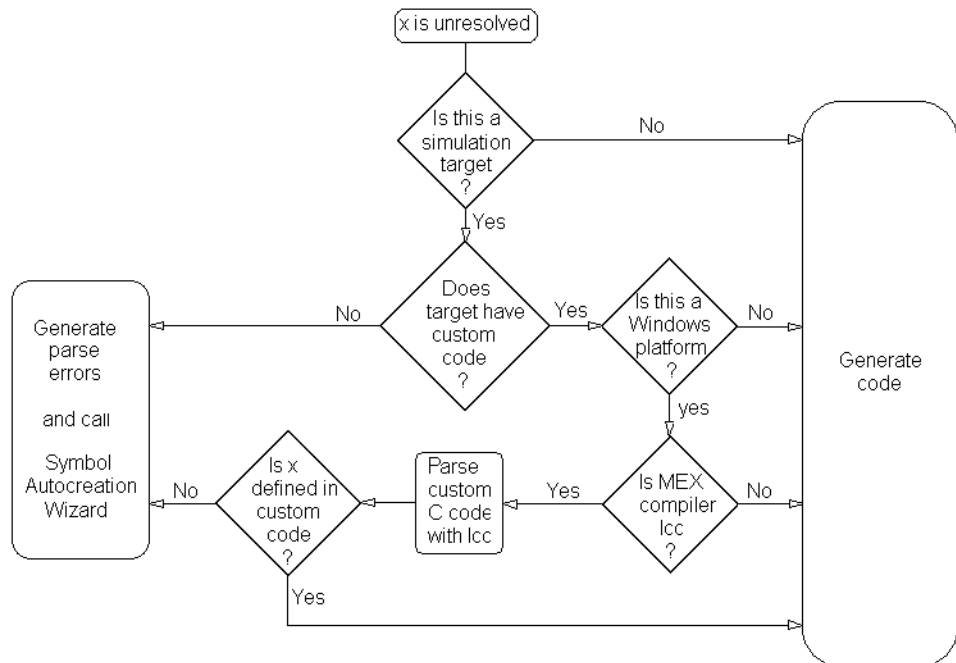 x is unresolved
Is this a
simulation
target
?
No
Yes
Does
target have
custom
code
?
No
Yes
Is this a
Windows
platform
?
No
yes
Generate
parse
errors
and call
Symbol
Autocreation
Wizard
Generate
code
Is MEX
compiler
lcc
?
No
Yes
Parse
custom
C code
with lcc
Is x
defined in
custom
code
?
No
Yes